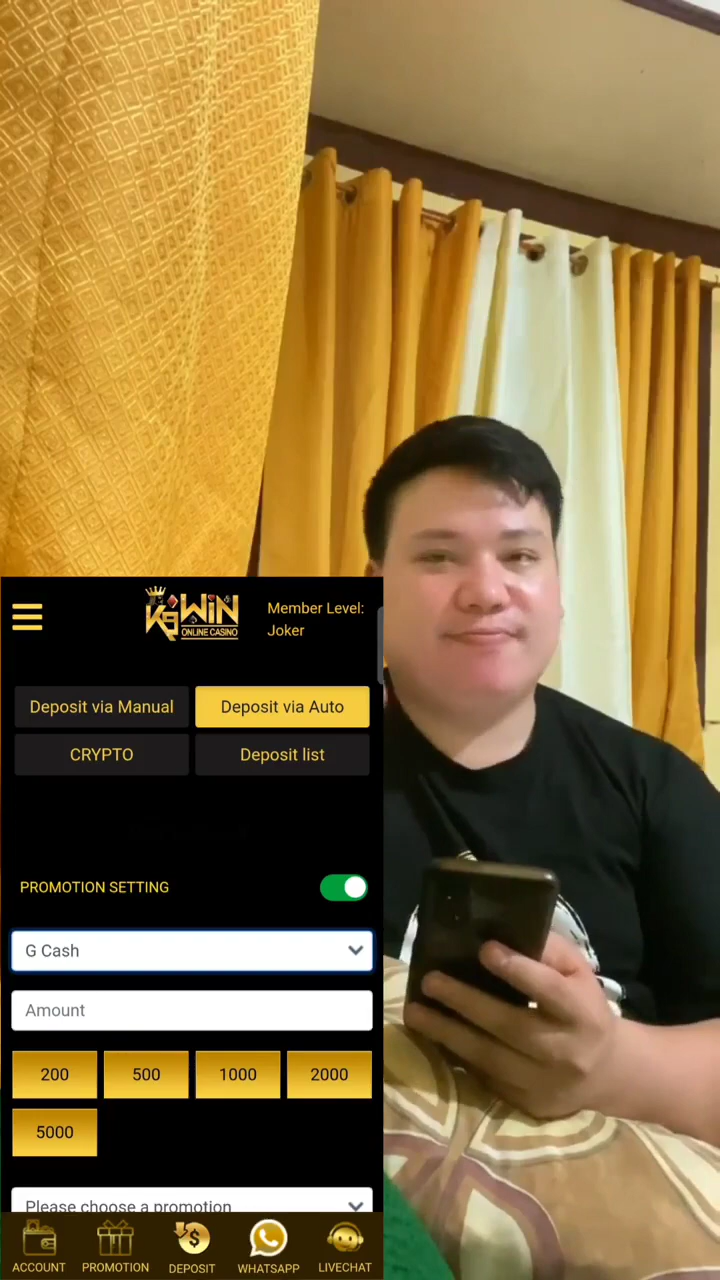 K9WIN
ONLINE CASINO
Member Level:
Joker
Deposit via Manual
Deposit via Auto
CRYPTO
Deposit list
PROMOTION SETTING
G Cash
Amount
200
500
1000
2000
5000
Please choose a promotion
ACCOUNT
PROMOTION
DEPOSIT
WHATSAPP
LIVECHAT